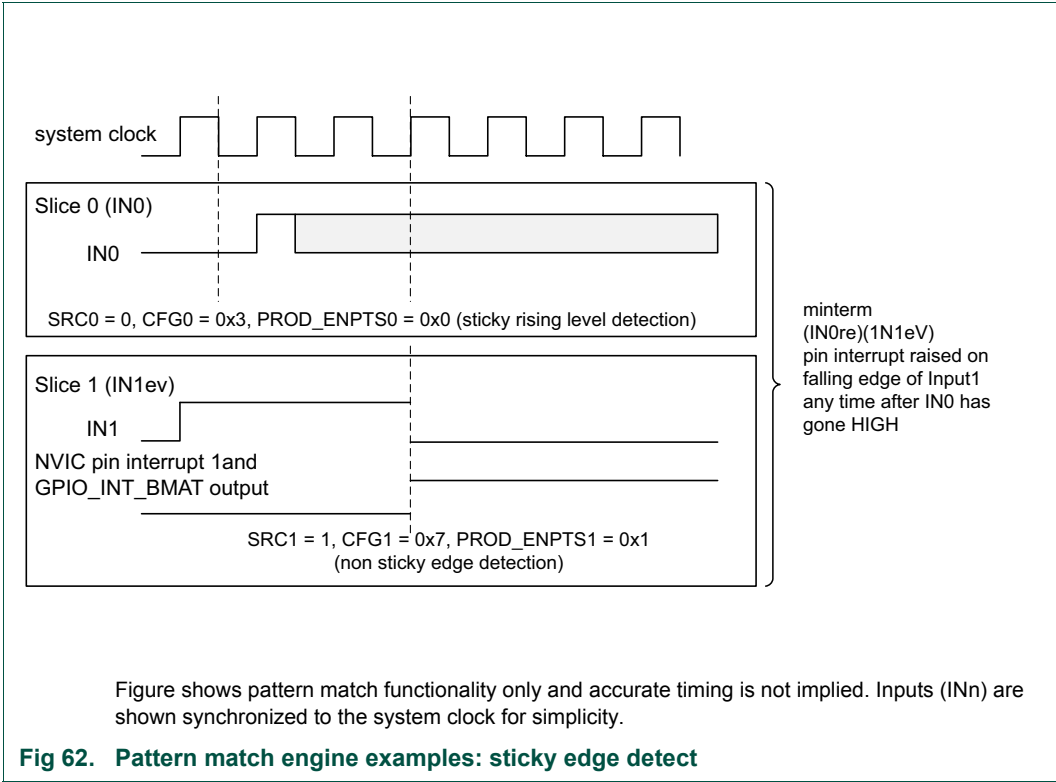 system clock
Slice 0 (IN0)
IN0
SRC0 = 0, CFG0 = 0x3, PROD_ENPTS0 = 0x0 (sticky rising level detection)
Slice 1 (IN1ev)
IN1
NVIC pin interrupt 1and
GPIO_INT_BMAT output
SRC1 = 1, CFG1 = 0x7, PROD_ENPTS1 = 0x1
(non sticky edge detection)
minterm
(IN0re)(1N1eV)
pin interrupt raised on
falling edge of Input1
any time after IN0 has
gone HIGH
Figure shows pattern match functionality only and accurate timing is not implied. Inputs (INn) are
shown synchronized to the system clock for simplicity.
Fig 62. Pattern match engine examples: sticky edge detect